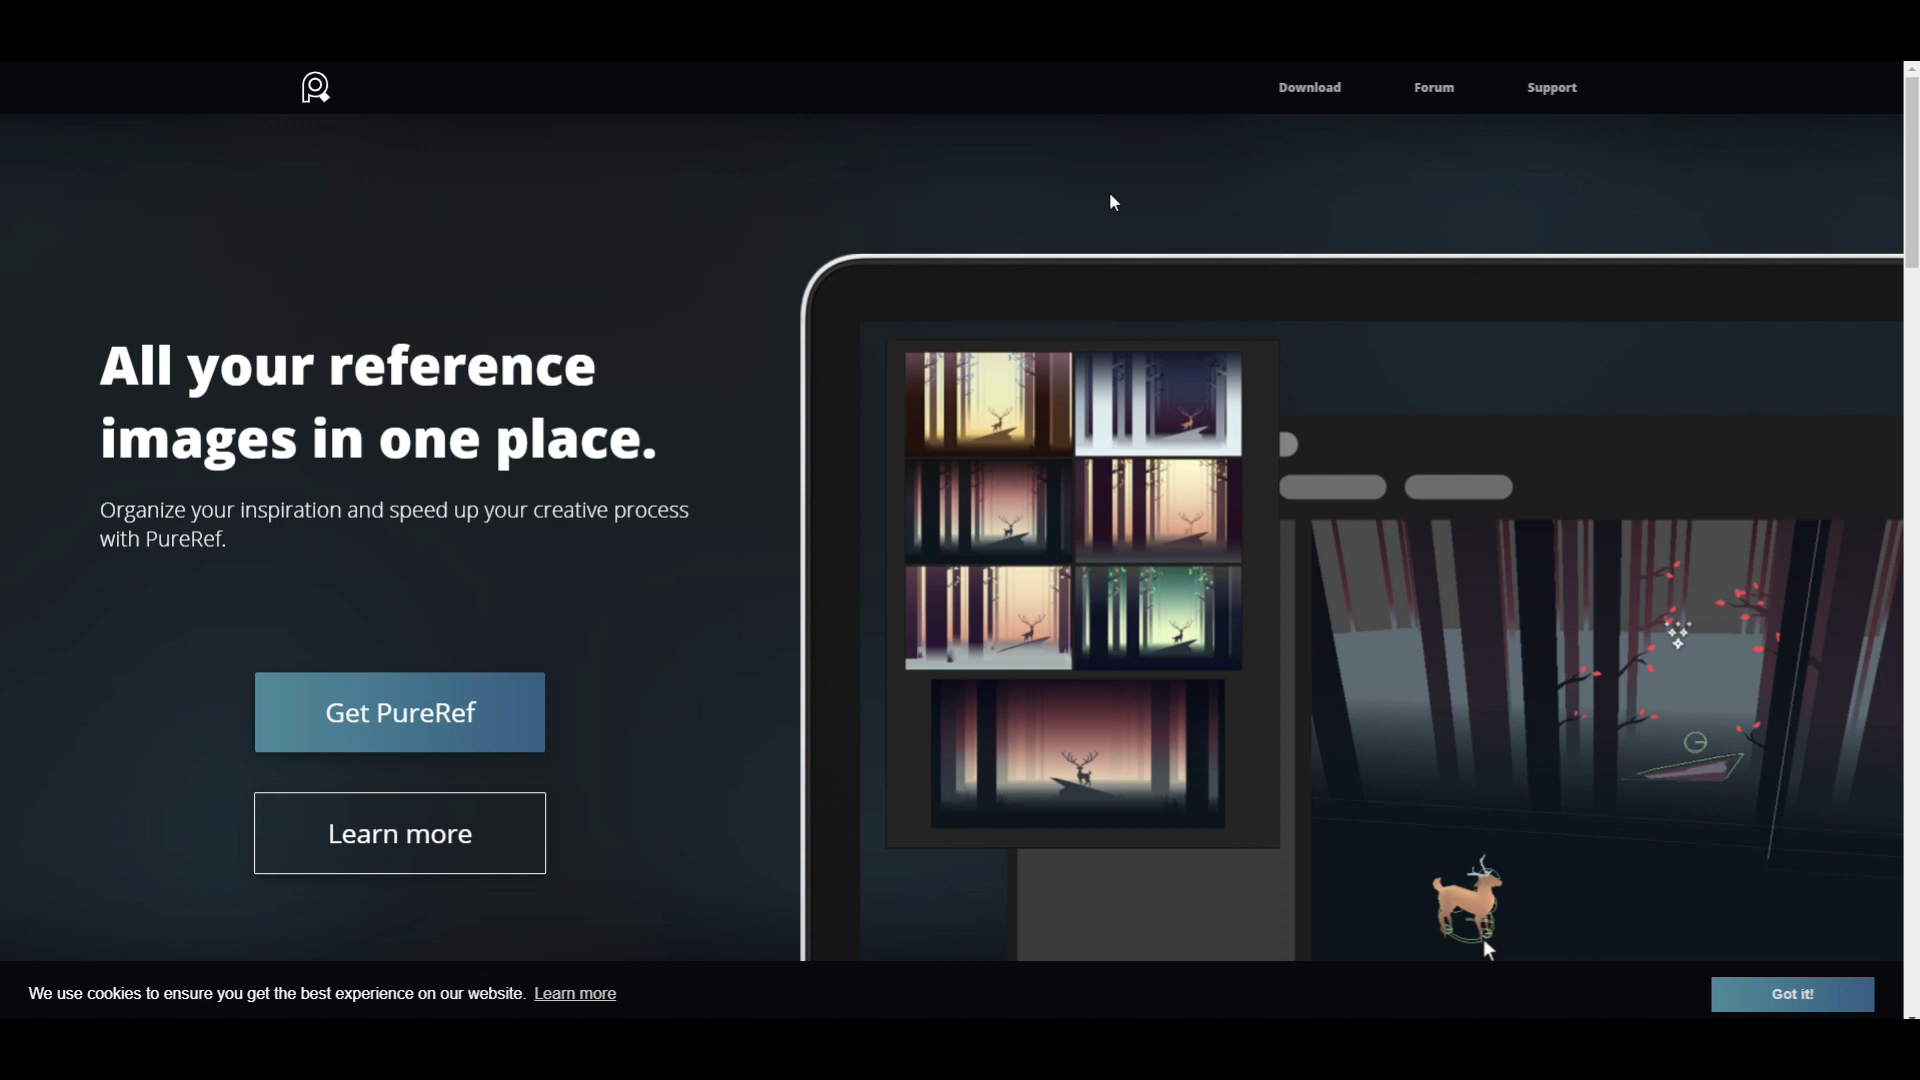 Download Forum Support
All your reference
images in one place.
Organize your inspiration and speed up your creative process
with PureRef.
Get PureRef
Learn more
We use cookies to ensure you get the best experience on our website. Learn more
Got it!